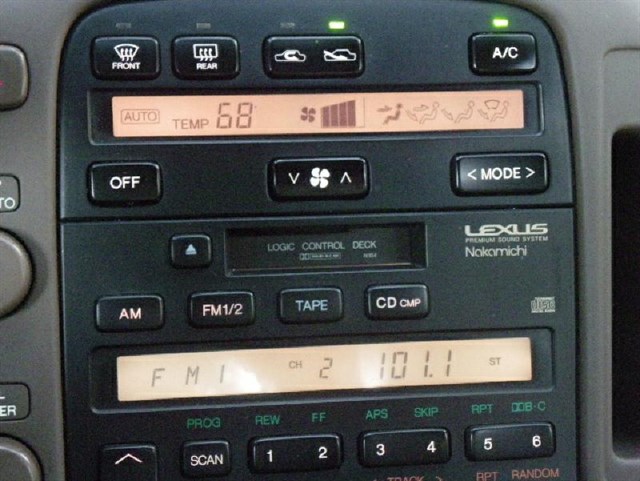 FRONT
REAR
A/C
AUTO TEMP 68°
OFF
V Λ
< MODE >
LEXUS
PREMIUM SOUND SYSTEM
Nakamichi
LOGIC CONTROL DECK
AM
FM1/2
TAPE
CD CMP
FM1 CH 2 101.1 ST
PROG REW FF APS SKIP RPT B·C
SCAN 1 2 3 4 5 6
< TRACK > RPT RANDOM